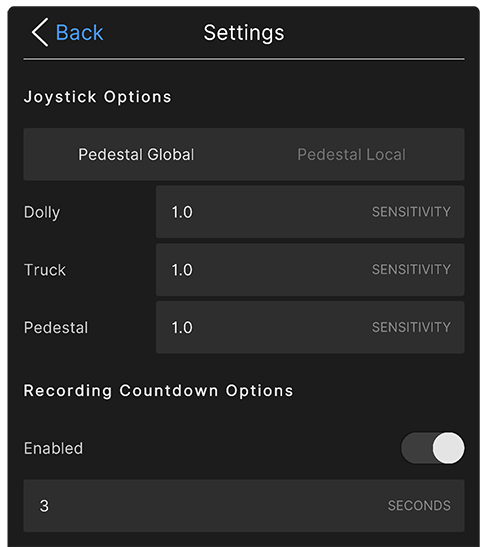 Back Settings
Joystick Options
Pedestal Global Pedestal Local
Dolly 1.0 SENSITIVITY
Truck 1.0 SENSITIVITY
Pedestal 1.0 SENSITIVITY
Recording Countdown Options
Enabled
3 SECONDS